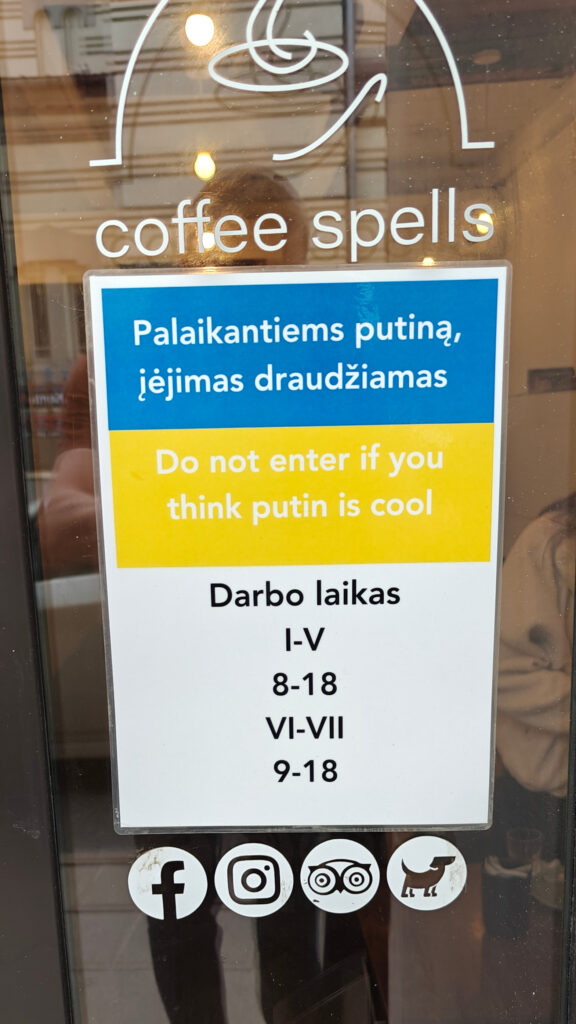 coffee spells
Palaikantiems putiną,
įėjimas draudžiamas
Do not enter if you
think putin is cool
Darbo laikas
I-V
8-18
VI-VII
9-18